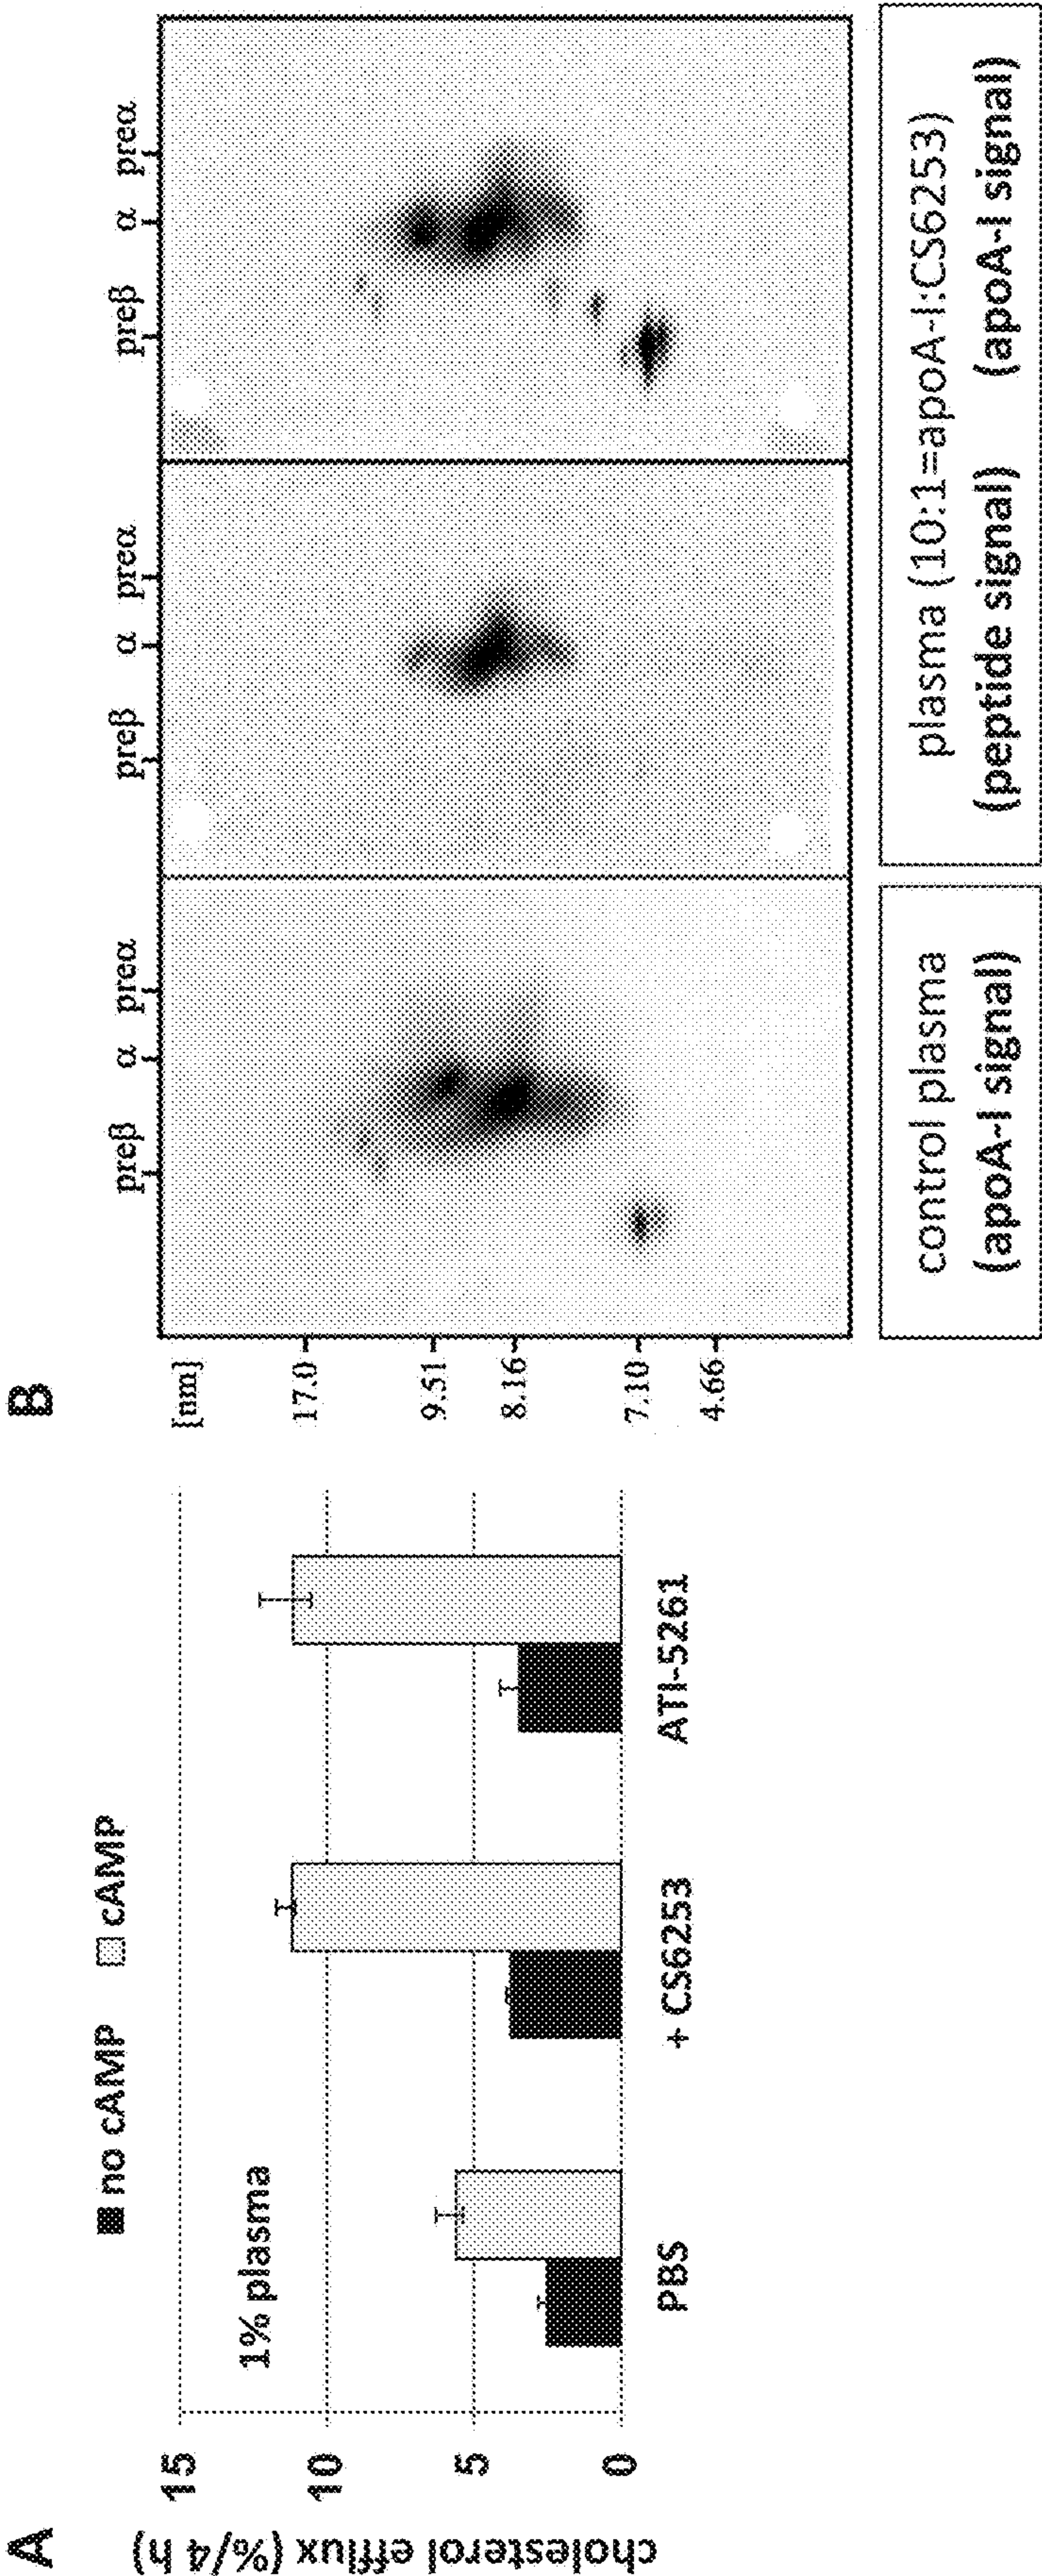 A
cholesterol efflux (%/4 h)
15
10
5
0
no cAMP cAMP
1% plasma
PBS
+ CS6253
ATI-5261
B
[nm]
17.0
9.51
8.16
7.10
4.66
preβ α preα
preβ α preα
preβ α preα
control plasma
(apoA-I signal)
plasma (10:1=apoA-I:CS6253)
(peptide signal) (apoA-I signal)